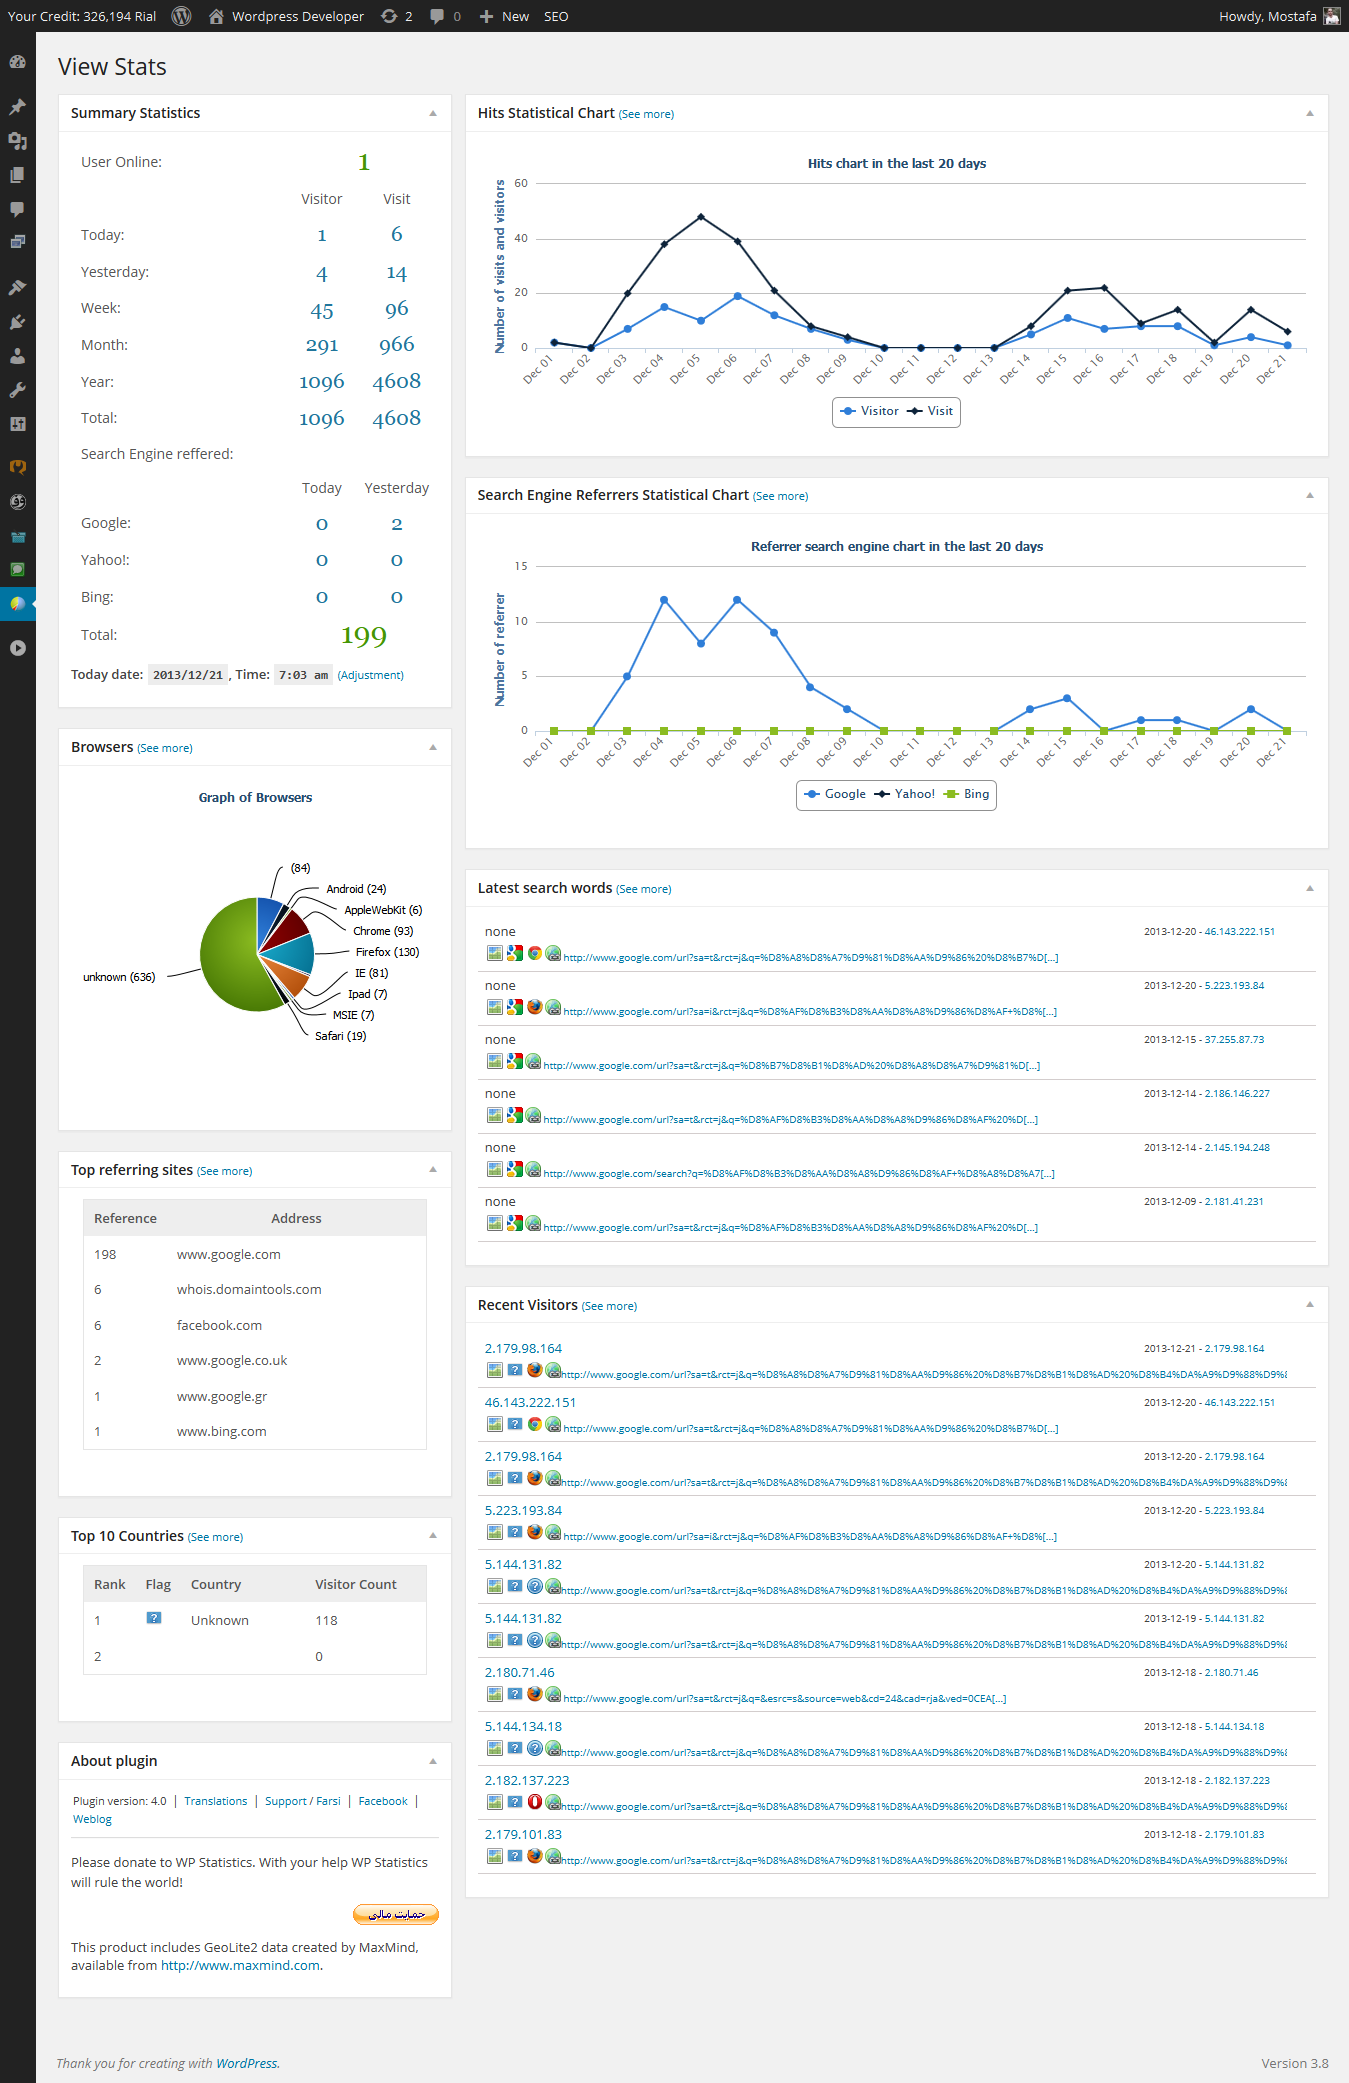 Your Credit: 326,194 Rial Wordpress Developer 2 0 New SEO Howdy, Mostafa
View Stats
Summary Statistics
User Online: 1
Visitor Visit
Today: 1 6
Yesterday: 4 14
Week: 45 96
Month: 291 966
Year: 1096 4608
Total: 1096 4608
Search Engine reffered:
Today Yesterday
Google: 0 2
Yahoo!: 0 0
Bing: 0 0
Total: 199
Today date: 2013/12/21 , Time: 7:03 am (Adjustment)
Browsers (See more)
Graph of Browsers
(84)
Android (24)
AppleWebKit (6)
Chrome (93)
Firefox (130)
IE (81)
Ipad (7)
MSIE (7)
Safari (19)
unknown (636)
Top referring sites (See more)
Reference Address
198 www.google.com
6 whois.domaintools.com
6 facebook.com
2 www.google.co.uk
1 www.google.gr
1 www.bing.com
Top 10 Countries (See more)
Rank Flag Country Visitor Count
1 ? Unknown 118
2 0
About plugin
Plugin version: 4.0 | Translations | Support / Farsi | Facebook |
Weblog
Please donate to WP Statistics. With your help WP Statistics
will rule the world!
حمایت مالی
This product includes GeoLite2 data created by MaxMind,
available from http://www.maxmind.com.
Hits Statistical Chart (See more)
Hits chart in the last 20 days
Number of visits and visitors
60
40
20
0
Dec 01 Dec 02 Dec 03 Dec 04 Dec 05 Dec 06 Dec 07 Dec 08 Dec 09 Dec 10 Dec 11 Dec 12 Dec 13 Dec 14 Dec 15 Dec 16 Dec 17 Dec 18 Dec 19 Dec 20 Dec 21
Visitor Visit
Search Engine Referrers Statistical Chart (See more)
Referrer search engine chart in the last 20 days
Number of referrer
15
10
5
0
Dec 01 Dec 02 Dec 03 Dec 04 Dec 05 Dec 06 Dec 07 Dec 08 Dec 09 Dec 10 Dec 11 Dec 12 Dec 13 Dec 14 Dec 15 Dec 16 Dec 17 Dec 18 Dec 19 Dec 20 Dec 21
Google Yahoo! Bing
Latest search words (See more)
none 2013-12-20 - 46.143.222.151
http://www.google.com/url?sa=t&rct=j&q=%D8%A8%D8%A7%D9%81%D8%AA%D9%86%20%D8%B7%D[...]
none 2013-12-20 - 5.223.193.84
http://www.google.com/url?sa=i&rct=j&q=%D8%AF%D8%B3%D8%AA%D8%A8%D9%86%D8%AF+%D8%[...]
none 2013-12-15 - 37.255.87.73
http://www.google.com/url?sa=t&rct=j&q=%D8%B7%D8%B1%D8%AD%20%D8%A8%D8%A7%D9%81%D[...]
none 2013-12-14 - 2.186.146.227
http://www.google.com/url?sa=t&rct=j&q=%D8%AF%D8%B3%D8%AA%D8%A8%D9%86%D8%AF%20%D[...]
none 2013-12-14 - 2.145.194.248
http://www.google.com/search?q=%D8%AF%D8%B3%D8%AA%D8%A8%D9%86%D8%AF+%D8%A8%D8%A7[...]
none 2013-12-09 - 2.181.41.231
http://www.google.com/url?sa=t&rct=j&q=%D8%AF%D8%B3%D8%AA%D8%A8%D9%86%D8%AF%20%D[...]
Recent Visitors (See more)
2.179.98.164 2013-12-21 - 2.179.98.164
http://www.google.com/url?sa=t&rct=j&q=%D8%A8%D8%A7%D9%81%D8%AA%D9%86%20%D8%B7%D8%B1%D8%AD%20%D8%B4%DA%A9%D9%88%D9%8
46.143.222.151 2013-12-20 - 46.143.222.151
http://www.google.com/url?sa=t&rct=j&q=%D8%A8%D8%A7%D9%81%D8%AA%D9%86%20%D8%B7%D[...]
2.179.98.164 2013-12-20 - 2.179.98.164
http://www.google.com/url?sa=t&rct=j&q=%D8%A8%D8%A7%D9%81%D8%AA%D9%86%20%D8%B7%D8%B1%D8%AD%20%D8%B4%DA%A9%D9%88%D9%8
5.223.193.84 2013-12-20 - 5.223.193.84
http://www.google.com/url?sa=i&rct=j&q=%D8%AF%D8%B3%D8%AA%D8%A8%D9%86%D8%AF+%D8%[...]
5.144.131.82 2013-12-20 - 5.144.131.82
http://www.google.com/url?sa=t&rct=j&q=%D8%A8%D8%A7%D9%81%D8%AA%D9%86%20%D8%B7%D8%B1%D8%AD%20%D8%B4%DA%A9%D9%88%D9%8
5.144.131.82 2013-12-19 - 5.144.131.82
http://www.google.com/url?sa=t&rct=j&q=%D8%A8%D8%A7%D9%81%D8%AA%D9%86%20%D8%B7%D8%B1%D8%AD%20%D8%B4%DA%A9%D9%88%D9%8
2.180.71.46 2013-12-18 - 2.180.71.46
http://www.google.com/url?sa=t&rct=j&q=&esrc=s&source=web&cd=24&cad=rja&ved=0CEA[...]
5.144.134.18 2013-12-18 - 5.144.134.18
http://www.google.com/url?sa=t&rct=j&q=%D8%A8%D8%A7%D9%81%D8%AA%D9%86%20%D8%B7%D8%B1%D8%AD%20%D8%B4%DA%A9%D9%88%D9%8
2.182.137.223 2013-12-18 - 2.182.137.223
http://www.google.com/url?sa=t&rct=j&q=%D8%A8%D8%A7%D9%81%D8%AA%D9%86%20%D8%B7%D8%B1%D8%AD%20%D8%B4%DA%A9%D9%88%D9%8
2.179.101.83 2013-12-18 - 2.179.101.83
http://www.google.com/url?sa=t&rct=j&q=%D8%A8%D8%A7%D9%81%D8%AA%D9%86%20%D8%B7%D8%B1%D8%AD%20%D8%B4%DA%A9%D9%88%D9%8
Thank you for creating with WordPress. Version 3.8